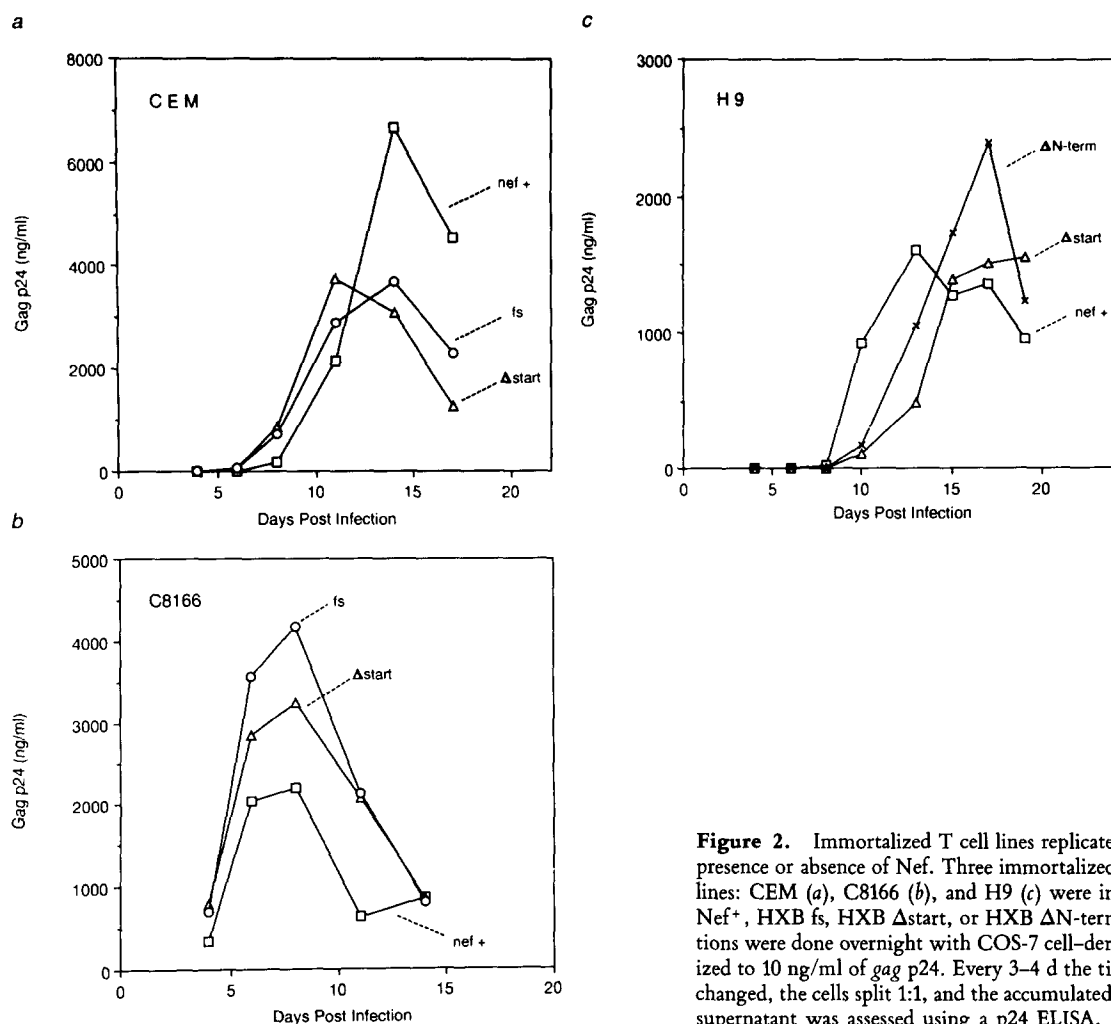 a
8000
6000
4000
2000
0
Gag p24 (ng/ml)
CEM
nef +
fs
Δstart
0 5 10 15 20
Days Post Infection
b
5000
4000
3000
2000
1000
0
Gag p24 (ng/ml)
C8166
fs
Δstart
nef +
0 5 10 15 20
Days Post Infection
c
3000
2000
1000
0
Gag p24 (ng/ml)
H9
ΔN-term
Δstart
nef +
0 5 10 15 20
Days Post Infection
Figure 2. Immortalized T cell lines replicate
presence or absence of Nef. Three immortalized
lines: CEM (a), C8166 (b), and H9 (c) were in
Nef+, HXB fs, HXB Δstart, or HXB ΔN-term
tions were done overnight with COS-7 cell–der
ized to 10 ng/ml of gag p24. Every 3–4 d the ti
changed, the cells split 1:1, and the accumulated
supernatant was assessed using a p24 ELISA.